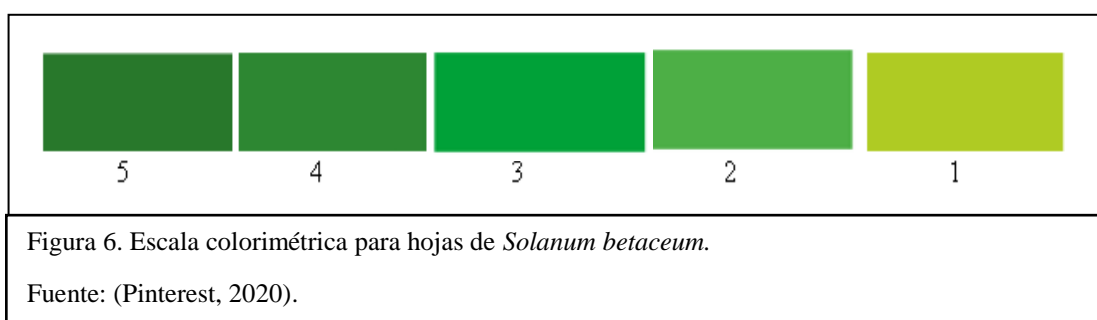 5 4 3 2 1
Figura 6. Escala colorimétrica para hojas de Solanum betaceum.
Fuente: (Pinterest, 2020).